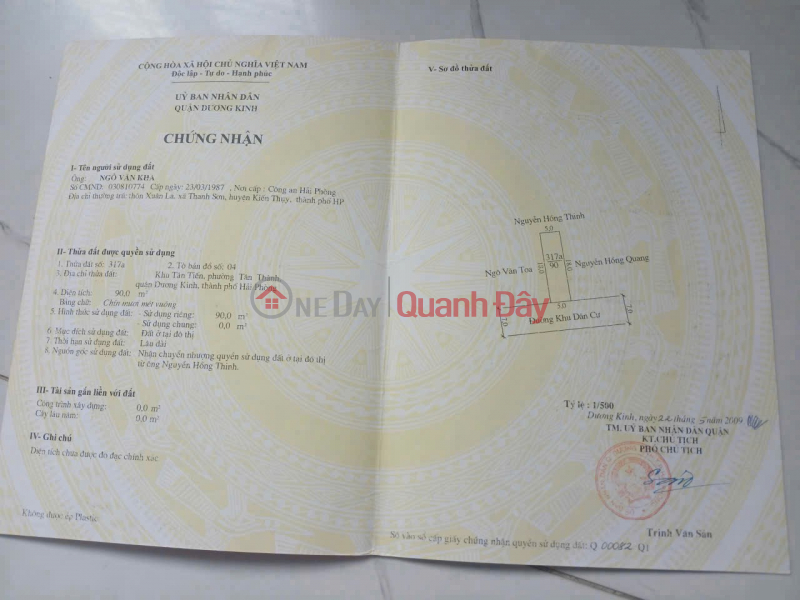 CỘNG HÒA XÃ HỘI CHỦ NGHĨA VIỆT NAM
Độc lập - Tự do - Hạnh phúc
UỶ BAN NHÂN DÂN
QUẬN DƯƠNG KINH
CHỨNG NHẬN
I- Tên người sử dụng đất
Ông: NGÔ VĂN KHA
Số CMND: 030810774 Cấp ngày: 23/03/1987 , Nơi cấp : Công an Hải Phòng
Địa chỉ thường trú: thôn Xuân La, xã Thanh Sơn, huyện Kiến Thụy, thành phố HP
II- Thửa đất được quyền sử dụng
1. Thửa đất số: 317a 2. Tờ bản đồ số: 04
3. Địa chỉ thửa đất: Khu Tân Tiến, phường Tân Thành,
quận Dương Kinh, thành phố Hải Phòng
4. Diện tích: 90,0 m²
Bằng chữ: Chín mươi mét vuông
5. Hình thức sử dụng đất: - Sử dụng riêng: 90,0 m²
- Sử dụng chung: 0,0 m²
6. Mục đích sử dụng đất: Đất ở tại đô thị
7. Thời hạn sử dụng đất: Lâu dài
8. Nguồn gốc sử dụng đất: Nhận chuyển nhượng quyền sử dụng đất ở tại đô thị
từ ông Nguyễn Hồng Thinh.
III- Tài sản gắn liền với đất
Công trình xây dựng: 0,0 m²
Cây lâu năm: 0,0 m²
IV- Ghi chú
Diện tích chưa được đo đạc chính xác
Không được ép Plastic
V- Sơ đồ thửa đất
Nguyễn Hồng Thinh
5,0
Ngô Văn Toa
317a
90
18,0
Nguyễn Hồng Quang
5,0
7,0
Đường Khu Dân Cư
7,0
Tỷ lệ : 1/500
Dương Kinh, ngày 22 tháng 5 năm 2009
TM. UỶ BAN NHÂN DÂN QUẬN
KT.CHỦ TỊCH
PHÓ CHỦ TỊCH
Trịnh Văn Sản
Số vào sổ cấp giấy chứng nhận quyền sử dụng đất: Q 00082 QI
ONEDAY Quanh Đây